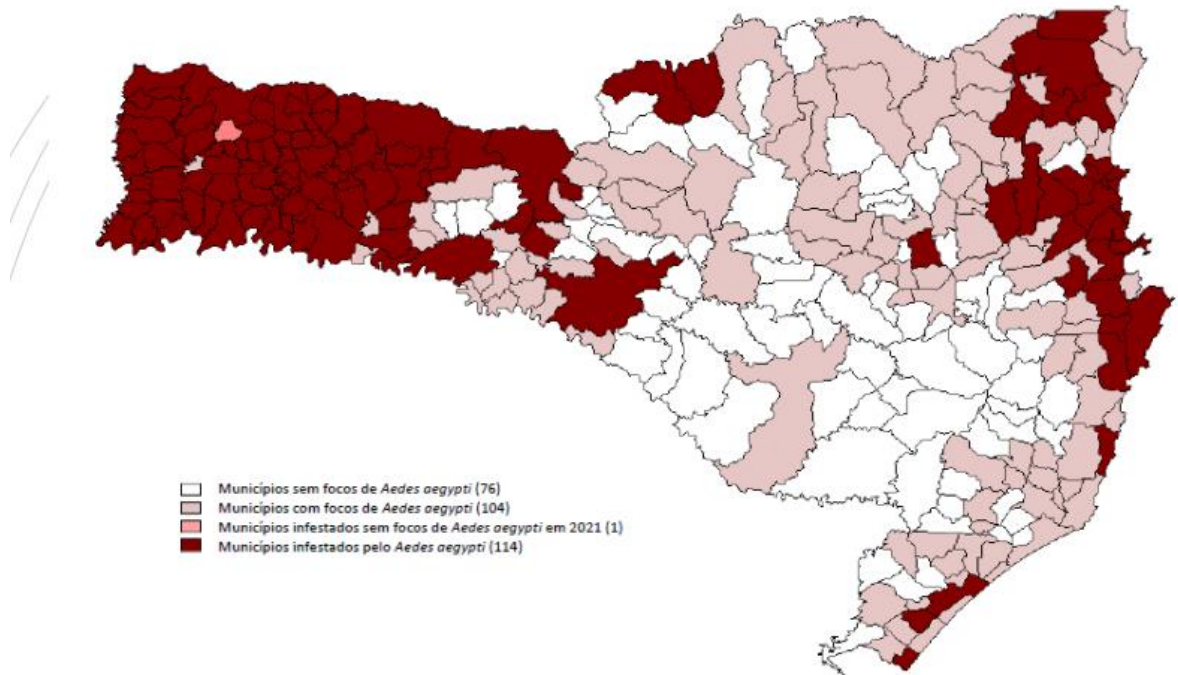 Municípios sem focos de Aedes aegypti (76)
Municípios com focos de Aedes aegypti (104)
Municípios infestados sem focos de Aedes aegypti em 2021 (1)
Municípios infestados pelo Aedes aegypti (114)